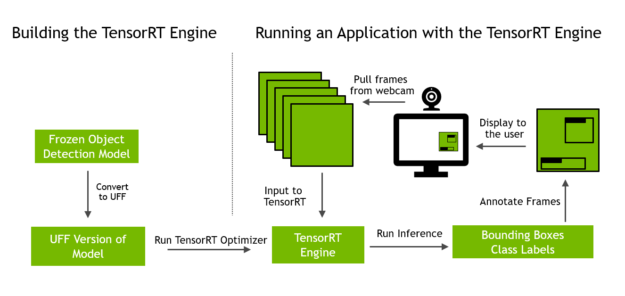 Building the TensorRT Engine
Running an Application with the TensorRT Engine
Frozen Object
Detection Model
Convert
to UFF
UFF Version of
Model
Run TensorRT Optimizer
Pull frames
from webcam
Display to
the user
Input to
TensorRT
TensorRT
Engine
Run Inference
Bounding Boxes
Class Labels
Annotate Frames